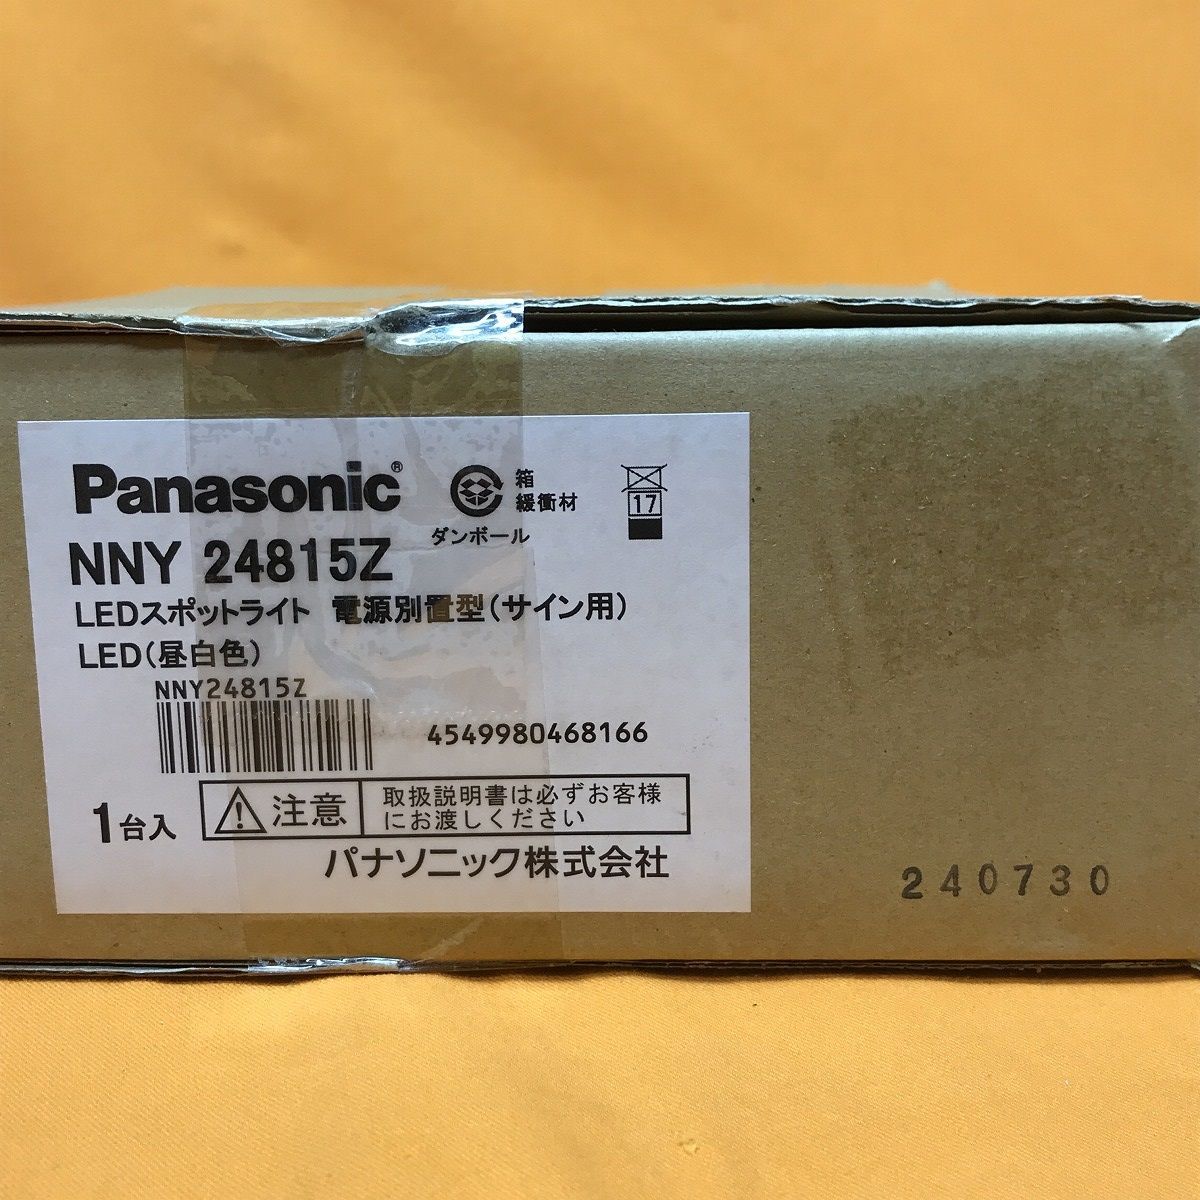 Panasonic®
箱
緩衝材
ダンボール
17
NNY 24815Z
LEDスポットライト 電源別置型(サイン用)
LED(昼白色)
NNY24815Z
4549980468166
1台入
注意
取扱説明書は必ずお客様
にお渡しください
パナソニック株式会社
240730